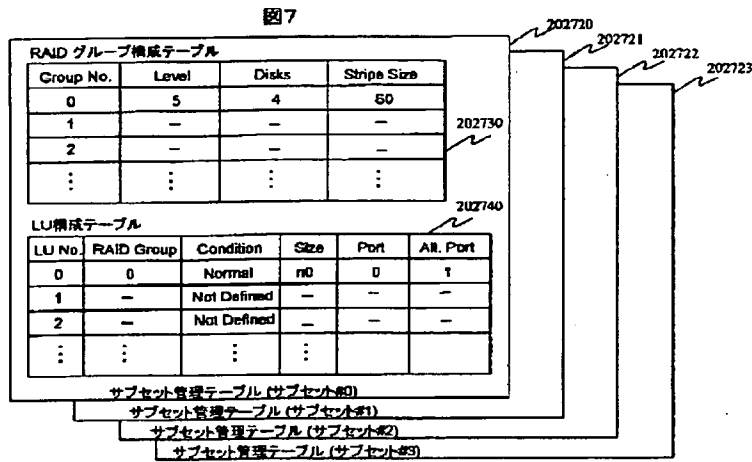 図7
202720
202721
202722
202723
RAID グループ構成テーブル
Group No. Level Disks Stripe Size
0 5 4 60
1 — — —
2 — — —
⋮ ⋮ ⋮ ⋮
202730
LU構成テーブル
202740
LU No. RAID Group Condition Size Port Alt. Port
0 0 Normal n0 0 1
1 — Not Defined — — —
2 — Not Defined — — —
⋮ ⋮ ⋮ ⋮
サブセット管理テーブル (サブセット#0)
サブセット管理テーブル (サブセット#1)
サブセット管理テーブル (サブセット#2)
サブセット管理テーブル (サブセット#3)